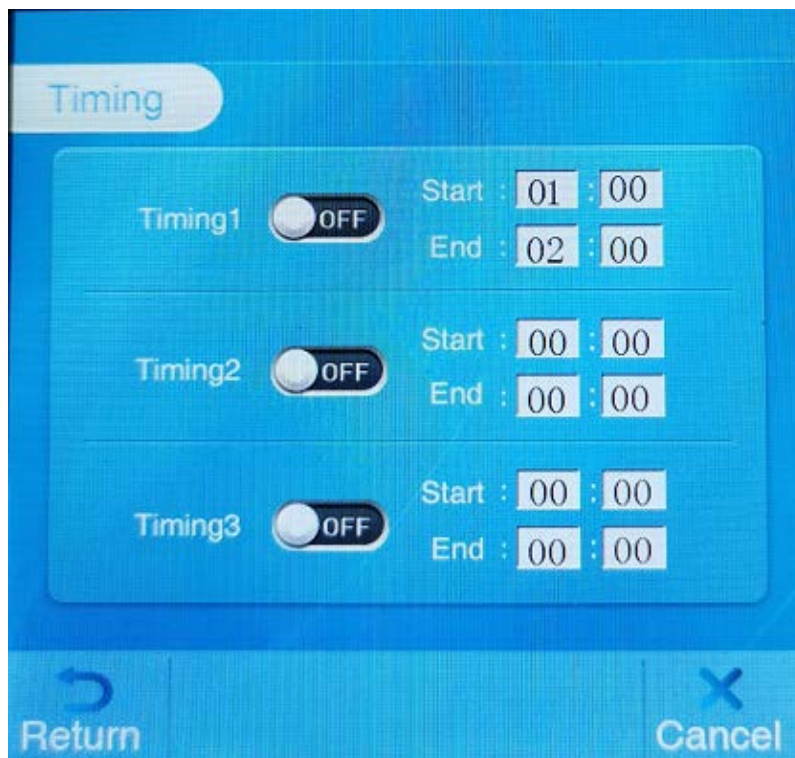 Timing
Timing1 OFF Start : 01 : 00
End : 02 : 00
Timing2 OFF Start : 00 : 00
End : 00 : 00
Timing3 OFF Start : 00 : 00
End : 00 : 00
Return Cancel